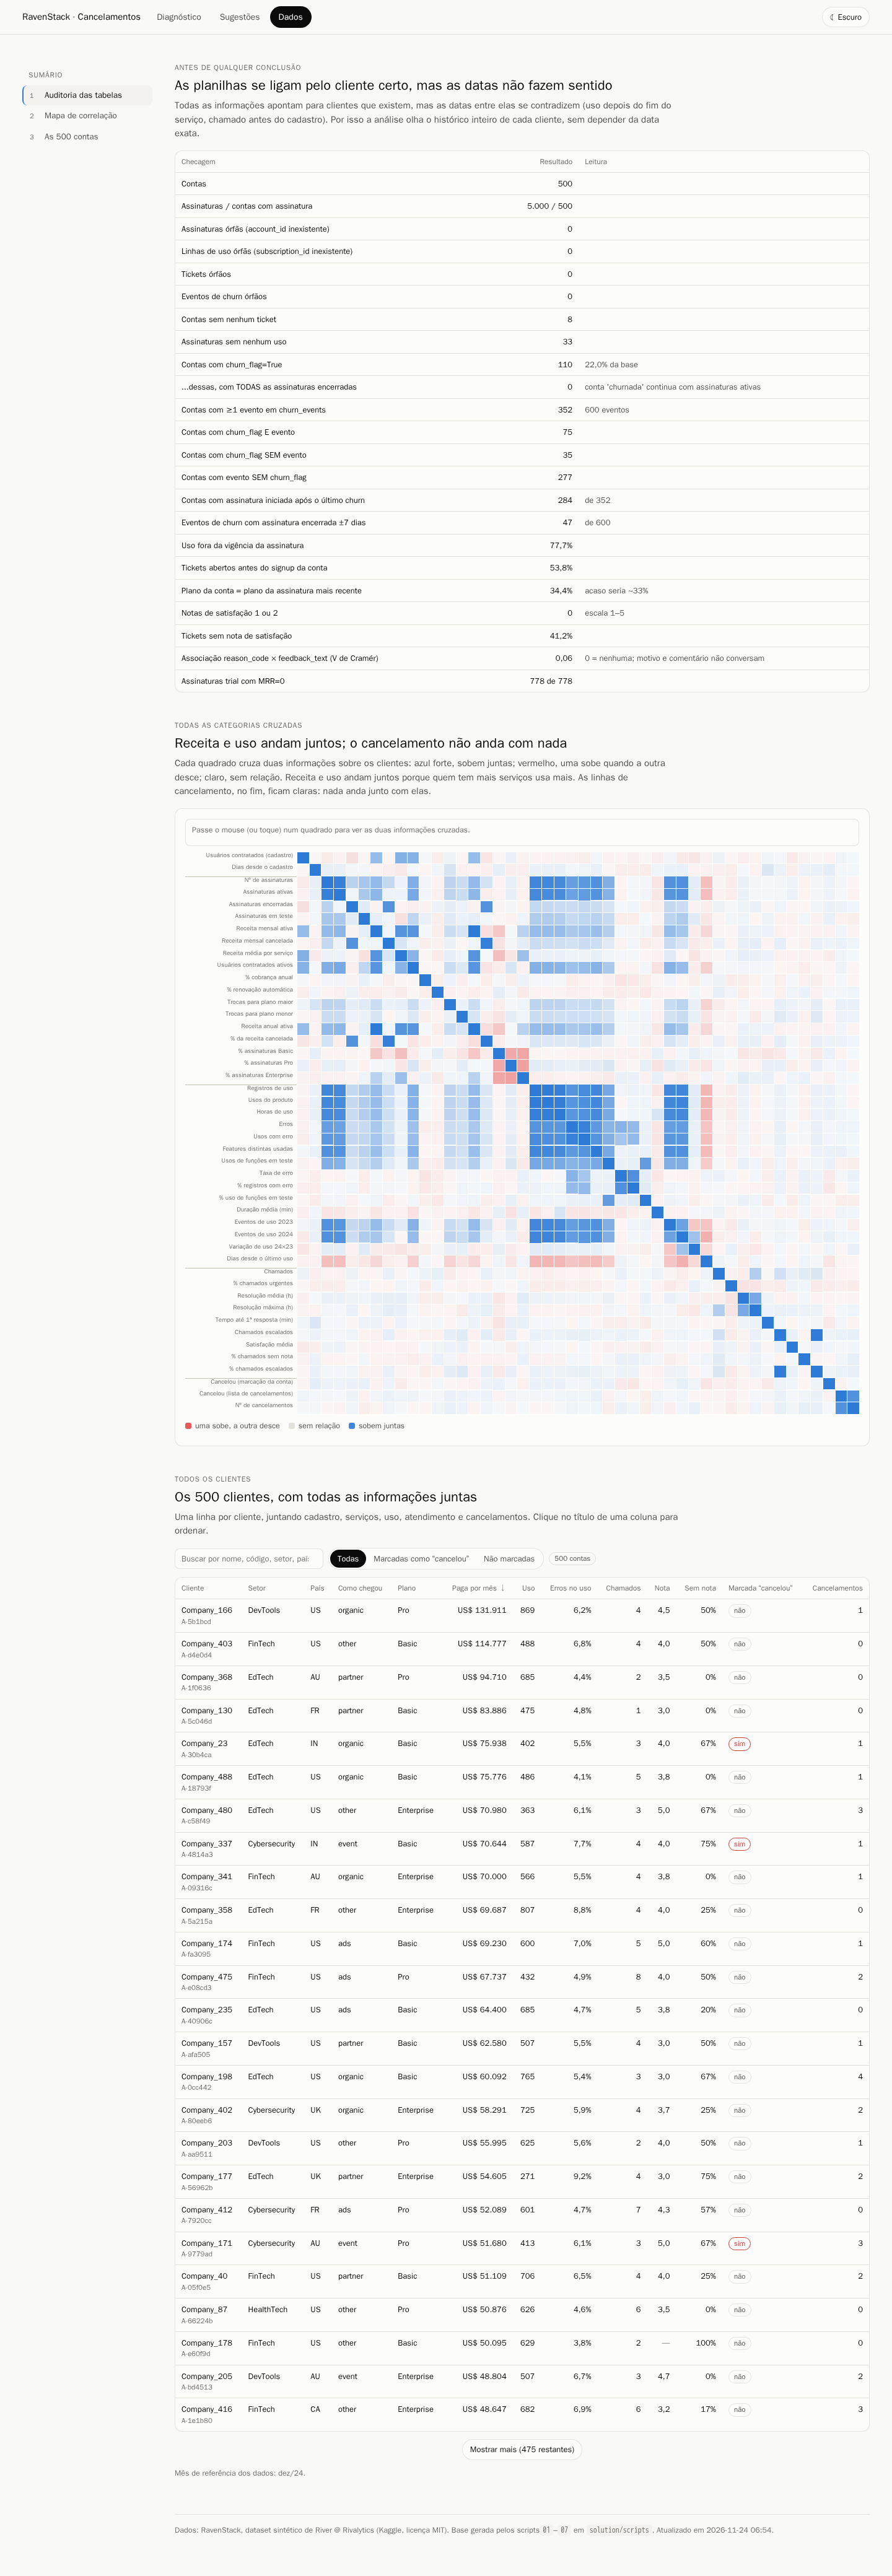 RavenStack · Cancelamentos Diagnóstico Sugestões Dados ☾ Escuro
SUMÁRIO
1 Auditoria das tabelas
2 Mapa de correlação
3 As 500 contas
ANTES DE QUALQUER CONCLUSÃO
As planilhas se ligam pelo cliente certo, mas as datas não fazem sentido
Todas as informações apontam para clientes que existem, mas as datas entre elas se contradizem (uso depois do fim do
serviço, chamado antes do cadastro). Por isso a análise olha o histórico inteiro de cada cliente, sem depender da data
exata.
Checagem Resultado Leitura
Contas 500
Assinaturas / contas com assinatura 5.000 / 500
Assinaturas órfãs (account_id inexistente) 0
Linhas de uso órfãs (subscription_id inexistente) 0
Tickets órfãos 0
Eventos de churn órfãos 0
Contas sem nenhum ticket 8
Assinaturas sem nenhum uso 33
Contas com churn_flag=True 110 22,0% da base
...dessas, com TODAS as assinaturas encerradas 0 conta 'churnada' continua com assinaturas ativas
Contas com ≥1 evento em churn_events 352 600 eventos
Contas com churn_flag E evento 75
Contas com churn_flag SEM evento 35
Contas com evento SEM churn_flag 277
Contas com assinatura iniciada após o último churn 284 de 352
Eventos de churn com assinatura encerrada ±7 dias 47 de 600
Uso fora da vigência da assinatura 77,7%
Tickets abertos antes do signup da conta 53,8%
Plano da conta = plano da assinatura mais recente 34,4% acaso seria ~33%
Notas de satisfação 1 ou 2 0 escala 1–5
Tickets sem nota de satisfação 41,2%
Associação reason_code × feedback_text (V de Cramér) 0,06 0 = nenhuma; motivo e comentário não conversam
Assinaturas trial com MRR=0 778 de 778
TODAS AS CATEGORIAS CRUZADAS
Receita e uso andam juntos; o cancelamento não anda com nada
Cada quadrado cruza duas informações sobre os clientes: azul forte, sobem juntas; vermelho, uma sobe quando a outra
desce; claro, sem relação. Receita e uso andam juntos porque quem tem mais serviços usa mais. As linhas de
cancelamento, no fim, ficam claras: nada anda junto com elas.
Passe o mouse (ou toque) num quadrado para ver as duas informações cruzadas.
Usuários contratados (cadastro)
Dias desde o cadastro
Nº de assinaturas
Assinaturas ativas
Assinaturas encerradas
Assinaturas em teste
Receita mensal ativa
Receita mensal cancelada
Receita média por serviço
Usuários contratados ativos
% cobrança anual
% renovação automática
Trocas para plano maior
Trocas para plano menor
Receita anual ativa
% da receita cancelada
% assinaturas Basic
% assinaturas Pro
% assinaturas Enterprise
Registros de uso
Usos do produto
Horas de uso
Erros
Usos com erro
Features distintas usadas
Usos de funções em teste
Taxa de erro
% registros com erro
% uso de funções em teste
Duração média (min)
Eventos de uso 2023
Eventos de uso 2024
Variação de uso 24×23
Dias desde o último uso
Chamados
% chamados urgentes
Resolução média (h)
Resolução máxima (h)
Tempo até 1ª resposta (min)
Chamados escalados
Satisfação média
% chamados sem nota
% chamados escalados
Cancelou (marcação da conta)
Cancelou (lista de cancelamentos)
Nº de cancelamentos
uma sobe, a outra desce sem relação sobem juntas
TODOS OS CLIENTES
Os 500 clientes, com todas as informações juntas
Uma linha por cliente, juntando cadastro, serviços, uso, atendimento e cancelamentos. Clique no título de uma coluna para
ordenar.
Buscar por nome, código, setor, paí: Todas Marcadas como "cancelou" Não marcadas 500 contas
Cliente Setor País Como chegou Plano Paga por mês ↓ Uso Erros no uso Chamados Nota Sem nota Marcada "cancelou" Cancelamentos
Company_166 DevTools US organic Pro US$ 131.911 869 6,2% 4 4,5 50% não 1
A-5b1bcd
Company_403 FinTech US other Basic US$ 114.777 488 6,8% 4 4,0 50% não 0
A-d4e0d4
Company_368 EdTech AU partner Pro US$ 94.710 685 4,4% 2 3,5 0% não 0
A-1f0636
Company_130 EdTech FR partner Basic US$ 83.886 475 4,8% 1 3,0 0% não 0
A-5c046d
Company_23 EdTech IN organic Basic US$ 75.938 402 5,5% 3 4,0 67% sim 1
A-30b4ca
Company_488 EdTech US organic Basic US$ 75.776 486 4,1% 5 3,8 0% não 1
A-18793f
Company_480 EdTech US other Enterprise US$ 70.980 363 6,1% 3 5,0 67% não 3
A-c58f49
Company_337 Cybersecurity IN event Basic US$ 70.644 587 7,7% 4 4,0 75% sim 1
A-4814a3
Company_341 FinTech AU organic Enterprise US$ 70.000 566 5,5% 4 3,8 0% não 1
A-09316c
Company_358 EdTech FR other Enterprise US$ 69.687 807 8,8% 4 4,0 25% não 0
A-5a215a
Company_174 FinTech US ads Basic US$ 69.230 600 7,0% 5 5,0 60% não 1
A-fa3095
Company_475 FinTech US ads Pro US$ 67.737 432 4,9% 8 4,0 50% não 2
A-e08cd3
Company_235 EdTech US ads Basic US$ 64.400 685 4,7% 5 3,8 20% não 0
A-40906c
Company_157 DevTools US partner Basic US$ 62.580 507 5,5% 4 3,0 50% não 1
A-afa505
Company_198 EdTech US organic Basic US$ 60.092 765 5,4% 3 3,0 67% não 4
A-0cc442
Company_402 Cybersecurity UK organic Enterprise US$ 58.291 725 5,9% 4 3,7 25% não 2
A-80eeb6
Company_203 DevTools US other Pro US$ 55.995 625 5,6% 2 4,0 50% não 1
A-aa9511
Company_177 EdTech UK partner Enterprise US$ 54.605 271 9,2% 4 3,0 75% não 2
A-56962b
Company_412 Cybersecurity FR ads Pro US$ 52.089 601 4,7% 7 4,3 57% não 0
A-7920cc
Company_171 Cybersecurity AU event Pro US$ 51.680 413 6,1% 3 5,0 67% sim 3
A-9779ad
Company_40 FinTech US partner Basic US$ 51.109 706 6,5% 4 4,0 25% não 2
A-05f0e5
Company_87 HealthTech US other Pro US$ 50.876 626 4,6% 6 3,5 0% não 0
A-66224b
Company_178 FinTech US other Basic US$ 50.095 629 3,8% 2 — 100% não 0
A-e60f9d
Company_205 DevTools AU event Enterprise US$ 48.804 507 6,7% 3 4,7 0% não 2
A-bd4513
Company_416 FinTech CA other Enterprise US$ 48.647 682 6,9% 6 3,2 17% não 3
A-1e1b80
Mostrar mais (475 restantes)
Mês de referência dos dados: dez/24.
Dados: RavenStack, dataset sintético de River @ Rivalytics (Kaggle, licença MIT). Base gerada pelos scripts 01 – 07 em solution/scripts . Atualizado em 2026-11-24 06:54.